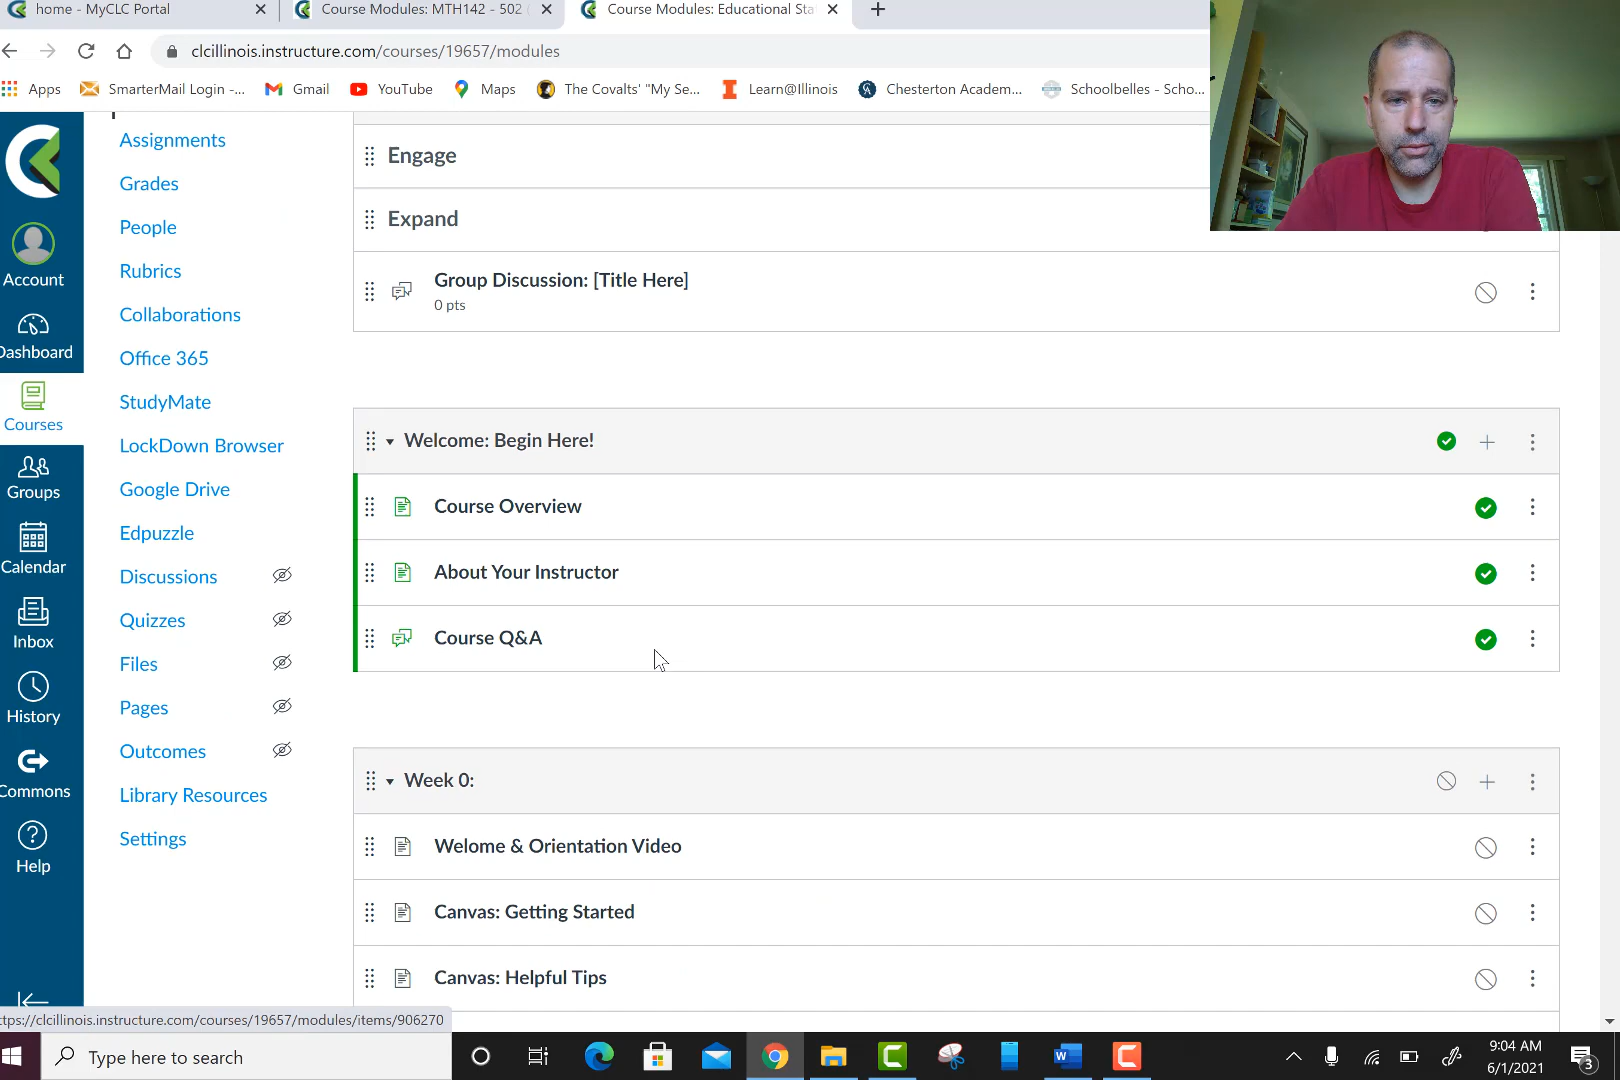 home - MyCLC Portal
Course Modules: MTH142 - 502
Course Modules: Educational Sta
clcillinois.instructure.com/courses/19657/modules
Apps
SmarterMail Login -...
Gmail
YouTube
Maps
The Covalts' "My Se...
Learn@Illinois
Chesterton Academ...
Schoolbelles - Scho...
Account
Dashboard
Courses
Groups
Calendar
Inbox
History
Commons
Help
Assignments
Grades
People
Rubrics
Collaborations
Office 365
StudyMate
LockDown Browser
Google Drive
Edpuzzle
Discussions
Quizzes
Files
Pages
Outcomes
Library Resources
Settings
Engage
Expand
Group Discussion: [Title Here]
0 pts
Welcome: Begin Here!
Course Overview
About Your Instructor
Course Q&A
Week 0:
Welome & Orientation Video
Canvas: Getting Started
Canvas: Helpful Tips
ttps://clcillinois.instructure.com/courses/19657/modules/items/906270
Type here to search
9:04 AM
6/1/2021
3